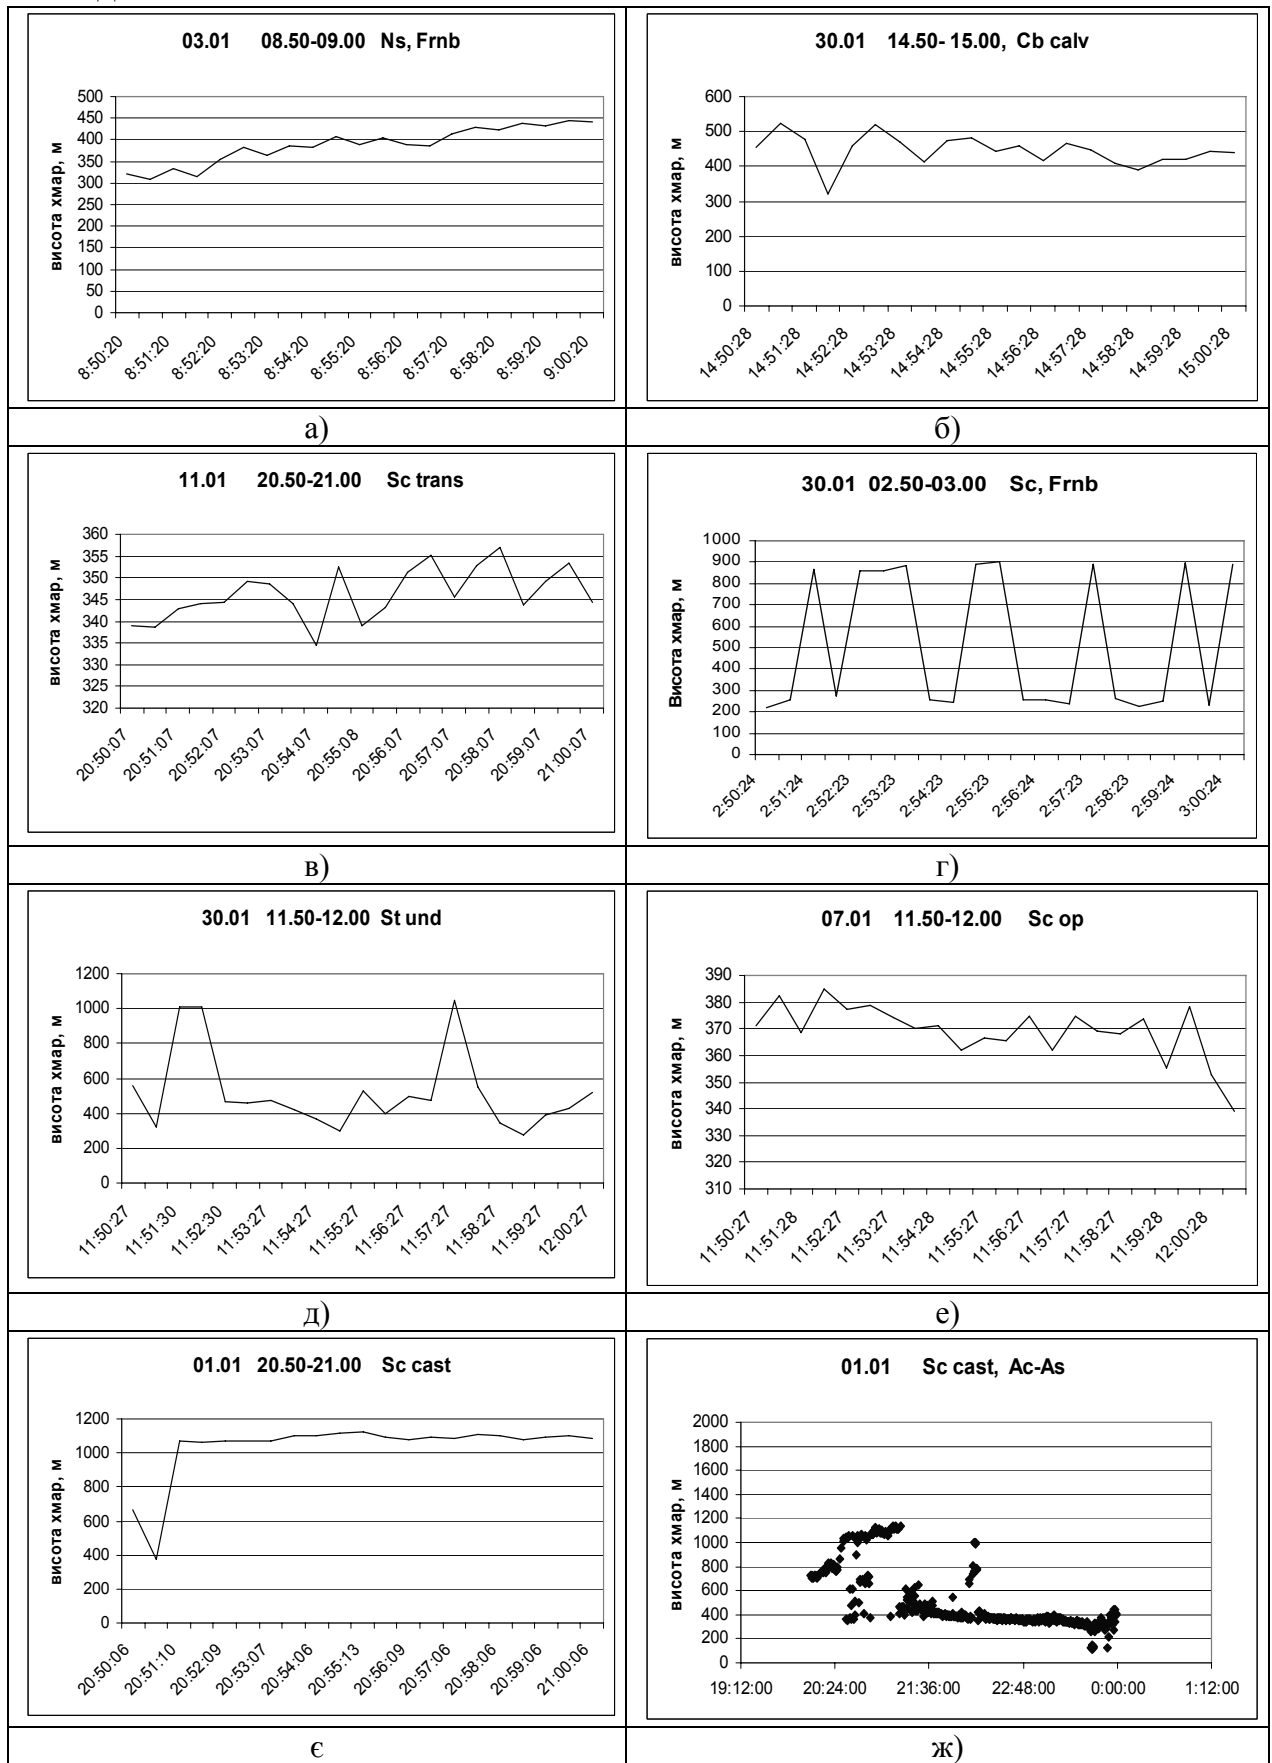 03.01 08.50-09.00 Ns, Frnb
висота хмар, м
500
450
400
350
300
250
200
150
100
50
0
8:50:20 8:51:20 8:52:20 8:53:20 8:54:20 8:55:20 8:56:20 8:57:20 8:58:20 8:59:20 9:00:20
а)
30.01 14.50- 15.00, Cb calv
висота хмар, м
600
500
400
300
200
100
0
14:50:28 14:51:28 14:52:28 14:53:28 14:54:28 14:55:28 14:56:28 14:57:28 14:58:28 14:59:28 15:00:28
б)
11.01 20.50-21.00 Sc trans
висота хмар, м
360
355
350
345
340
335
330
325
320
20:50:07 20:51:07 20:52:07 20:53:07 20:54:07 20:55:08 20:56:07 20:57:07 20:58:07 20:59:07 21:00:07
в)
30.01 02.50-03.00 Sc, Frnb
Висота хмар, м
1000
900
800
700
600
500
400
300
200
100
0
2:50:24 2:51:24 2:52:23 2:53:23 2:54:23 2:55:23 2:56:24 2:57:23 2:58:23 2:59:24 3:00:24
г)
30.01 11.50-12.00 St und
висота хмар, м
1200
1000
800
600
400
200
0
11:50:27 11:51:30 11:52:30 11:53:27 11:54:27 11:55:27 11:56:27 11:57:27 11:58:27 11:59:27 12:00:27
д)
07.01 11.50-12.00 Sc op
висота хмар, м
390
380
370
360
350
340
330
320
310
11:50:27 11:51:28 11:52:27 11:53:27 11:54:28 11:55:27 11:56:27 11:57:27 11:58:27 11:59:28 12:00:28
е)
01.01 20.50-21.00 Sc cast
висота хмар, м
1200
1000
800
600
400
200
0
20:50:06 20:51:10 20:52:09 20:53:07 20:54:06 20:55:13 20:56:09 20:57:06 20:58:06 20:59:06 21:00:06
є
01.01 Sc cast, Ac-As
висота хмар, м
2000
1800
1600
1400
1200
1000
800
600
400
200
0
19:12:00 20:24:00 21:36:00 22:48:00 0:00:00 1:12:00
ж)